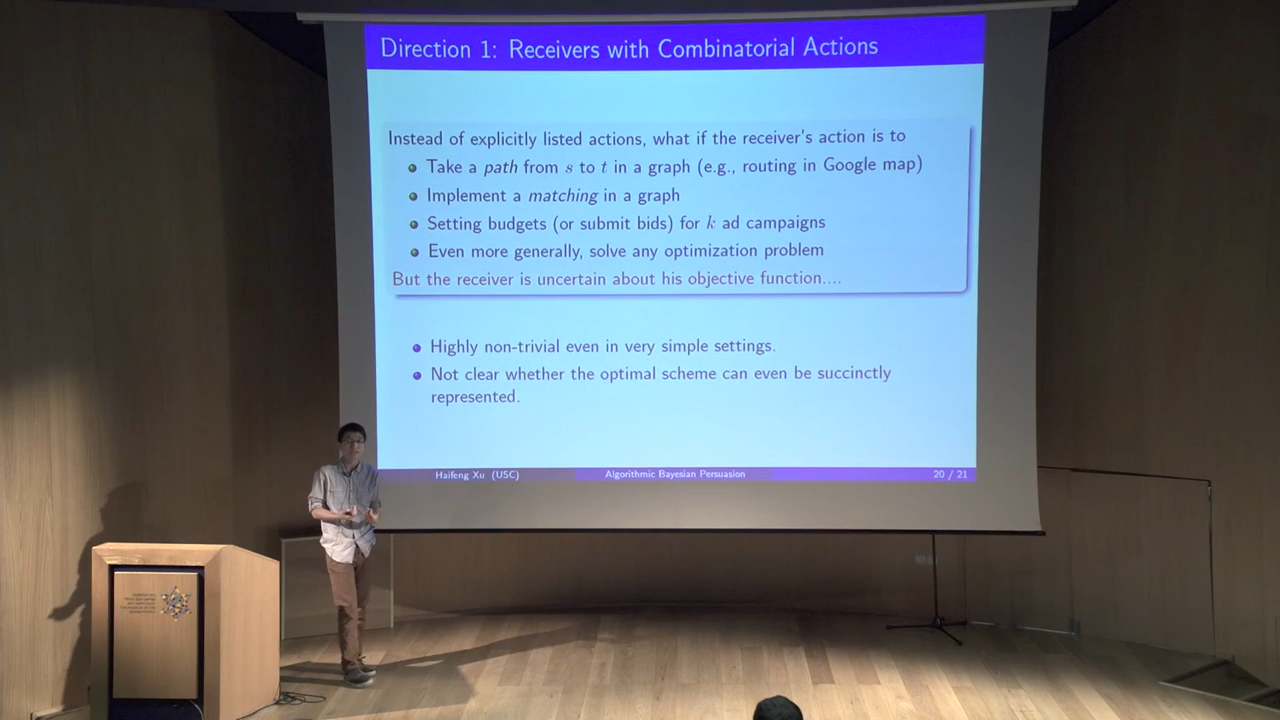 Direction 1: Receivers with Combinatorial Actions
Instead of explicitly listed actions, what if the receiver's action is to
Take a path from s to t in a graph (e.g., routing in Google map)
Implement a matching in a graph
Setting budgets (or submit bids) for k ad campaigns
Even more generally, solve any optimization problem
But the receiver is uncertain about his objective function....
Highly non-trivial even in very simple settings.
Not clear whether the optimal scheme can even be succinctly
represented.
Haifeng Xu (USC) Algorithmic Bayesian Persuasion 20 / 21